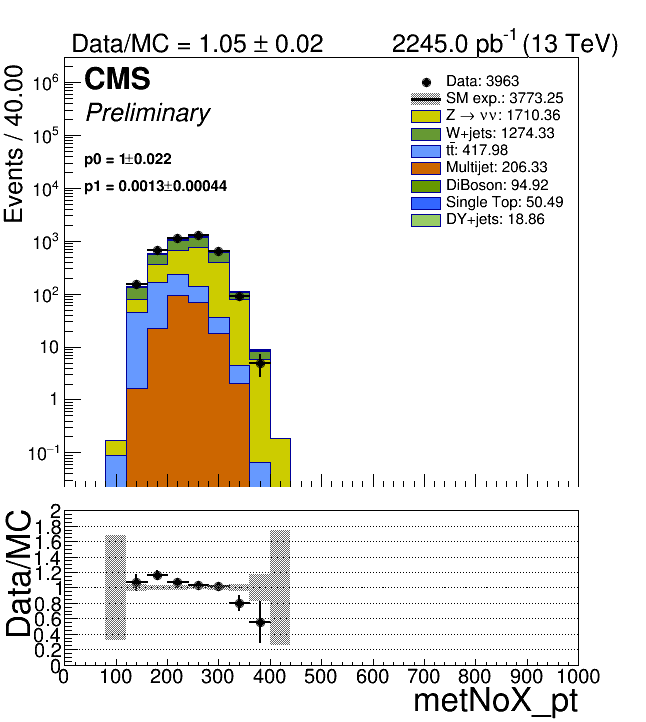 Data/MC = 1.05 ± 0.02
2245.0 pb⁻¹ (13 TeV)
CMS
Preliminary
p0 = 1±0.022
p1 = 0.0013±0.00044
Data: 3963
SM exp.: 3773.25
Z → νν: 1710.36
W+jets: 1274.33
tt̄: 417.98
Multijet: 206.33
DiBoson: 94.92
Single Top: 50.49
DY+jets: 18.86
Events / 40.00
10⁶
10⁵
10⁴
10³
10²
10
1
10⁻¹
Data/MC
2
1.8
1.6
1.4
1.2
1
0.8
0.6
0.4
0.2
0
0 100 200 300 400 500 600 700 800 900 1000
metNoX_pt